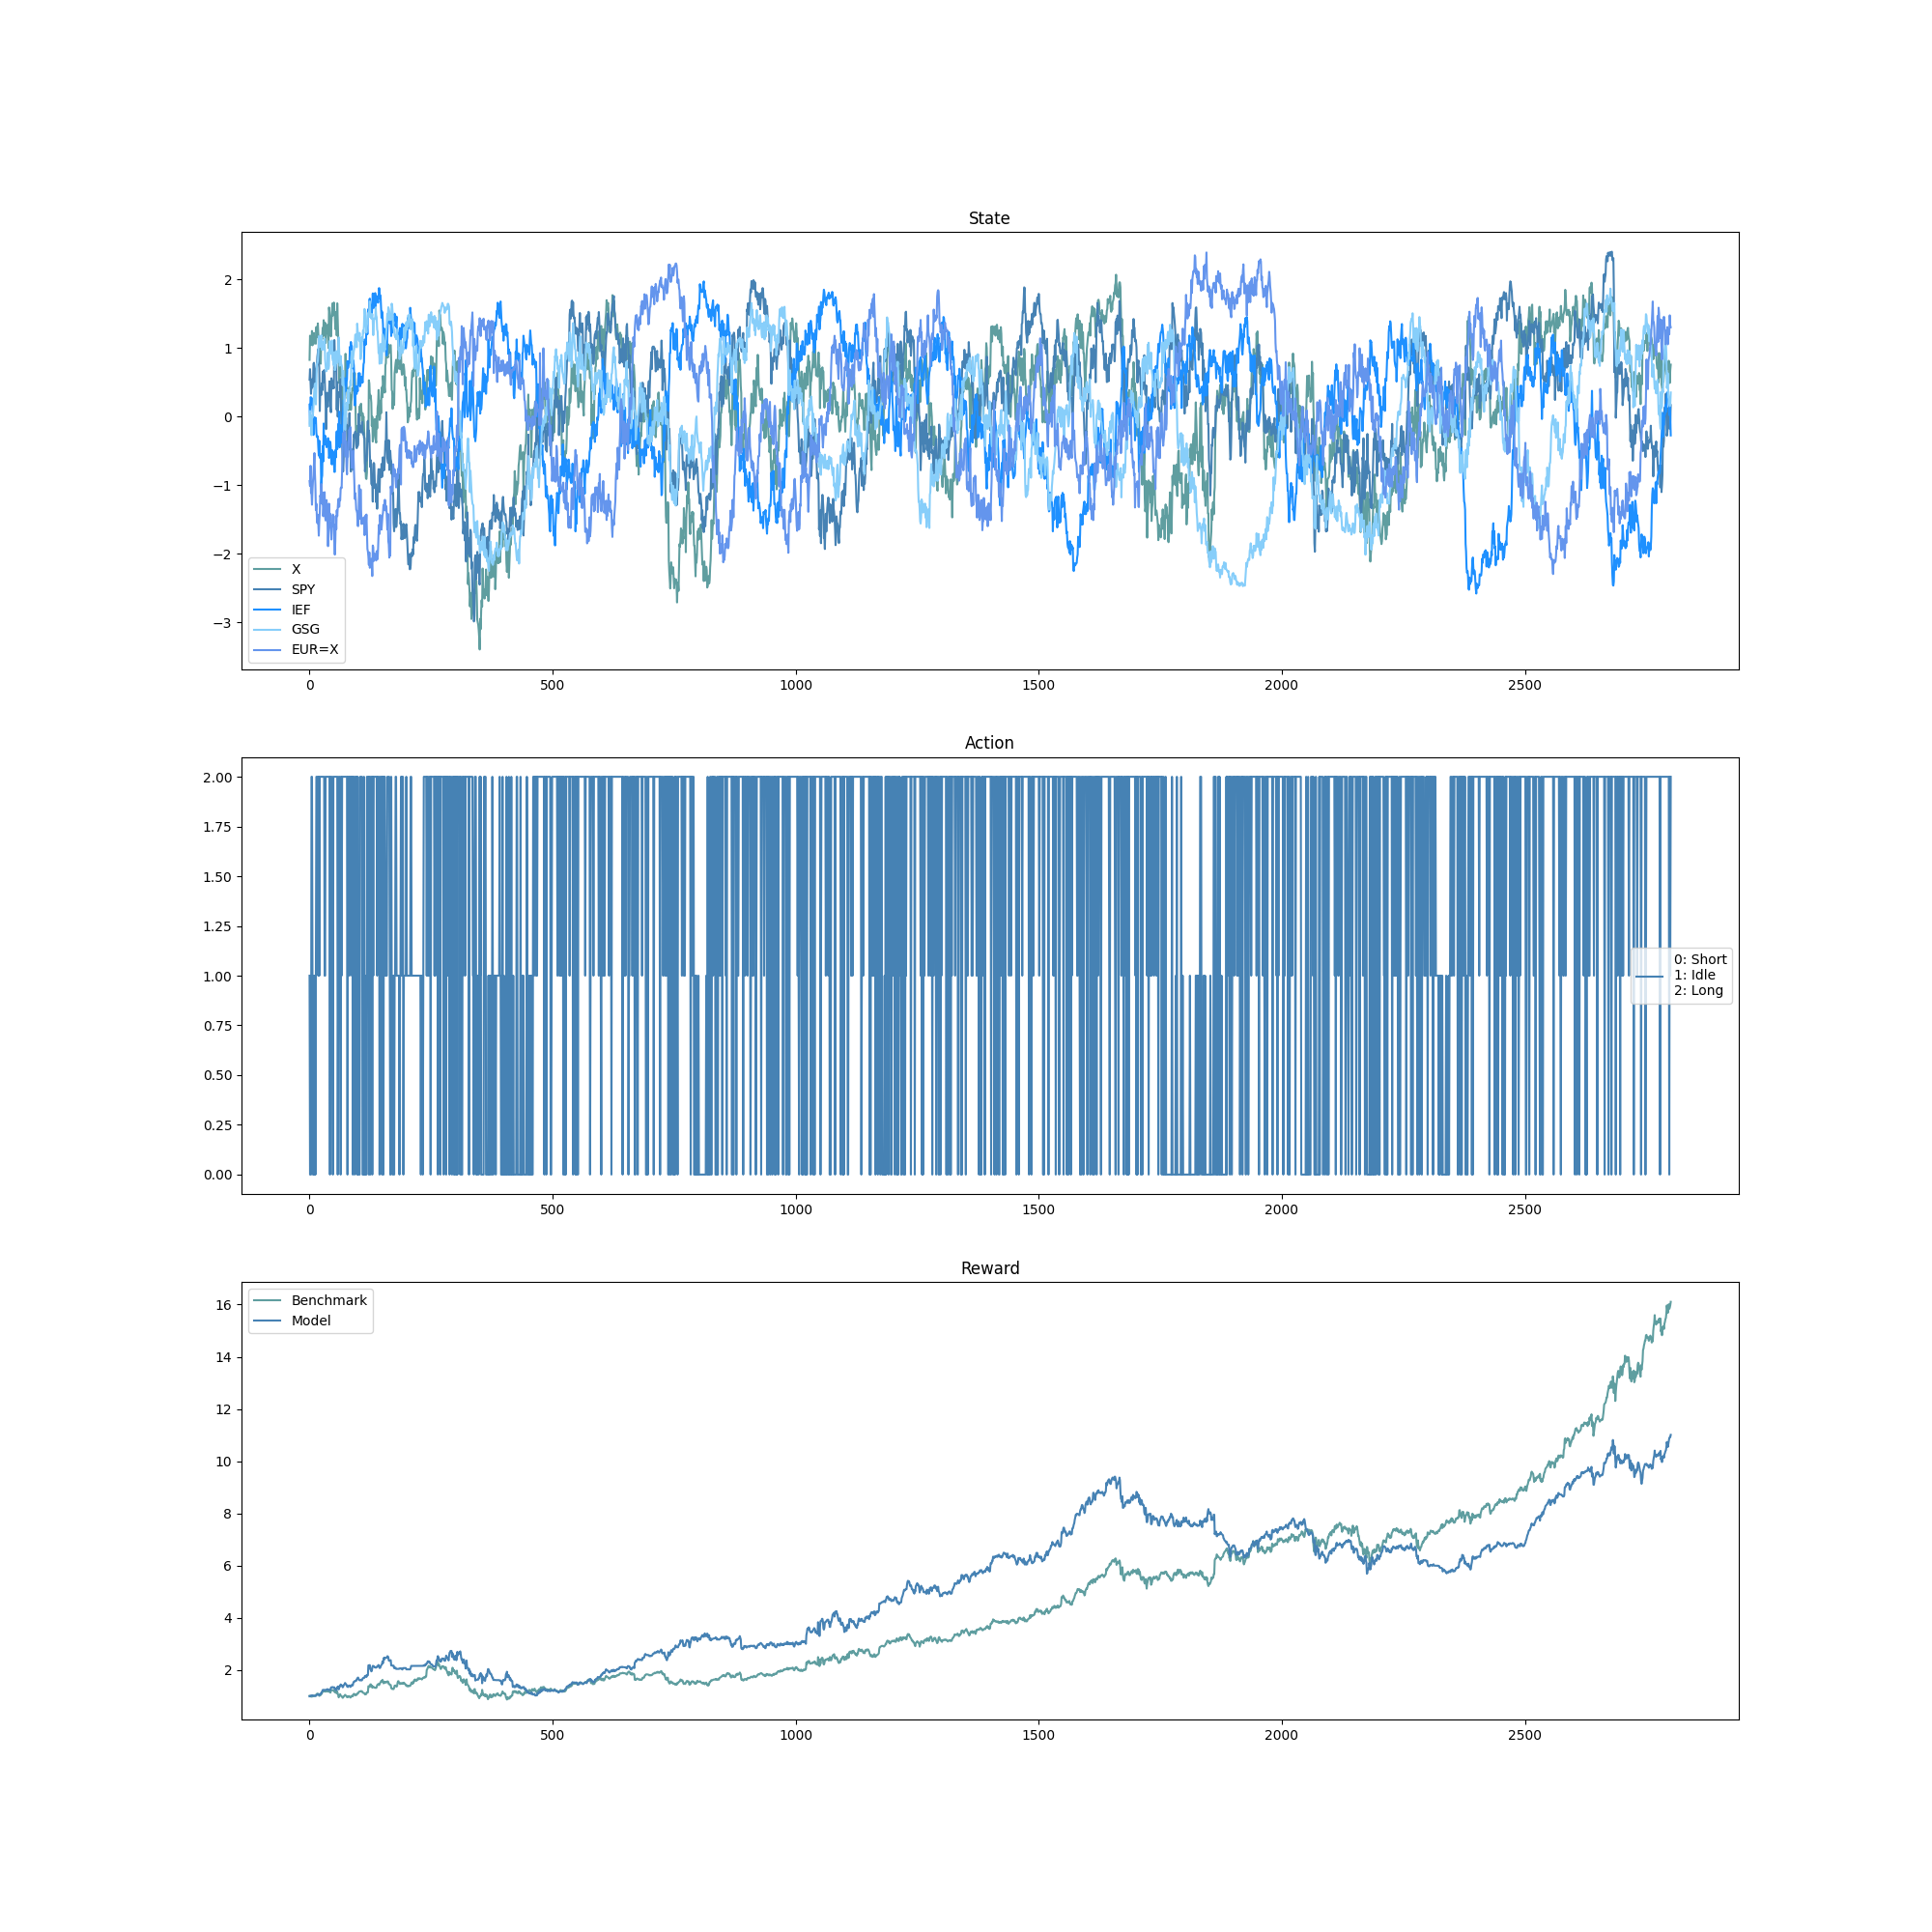 State
2
1
0
−1
−2
−3
X
SPY
IEF
GSG
EUR=X
0 500 1000 1500 2000 2500
Action
2.00
1.75
1.50
1.25
1.00
0.75
0.50
0.25
0.00
0: Short
1: Idle
2: Long
0 500 1000 1500 2000 2500
Reward
Benchmark
Model
16
14
12
10
8
6
4
2
0 500 1000 1500 2000 2500